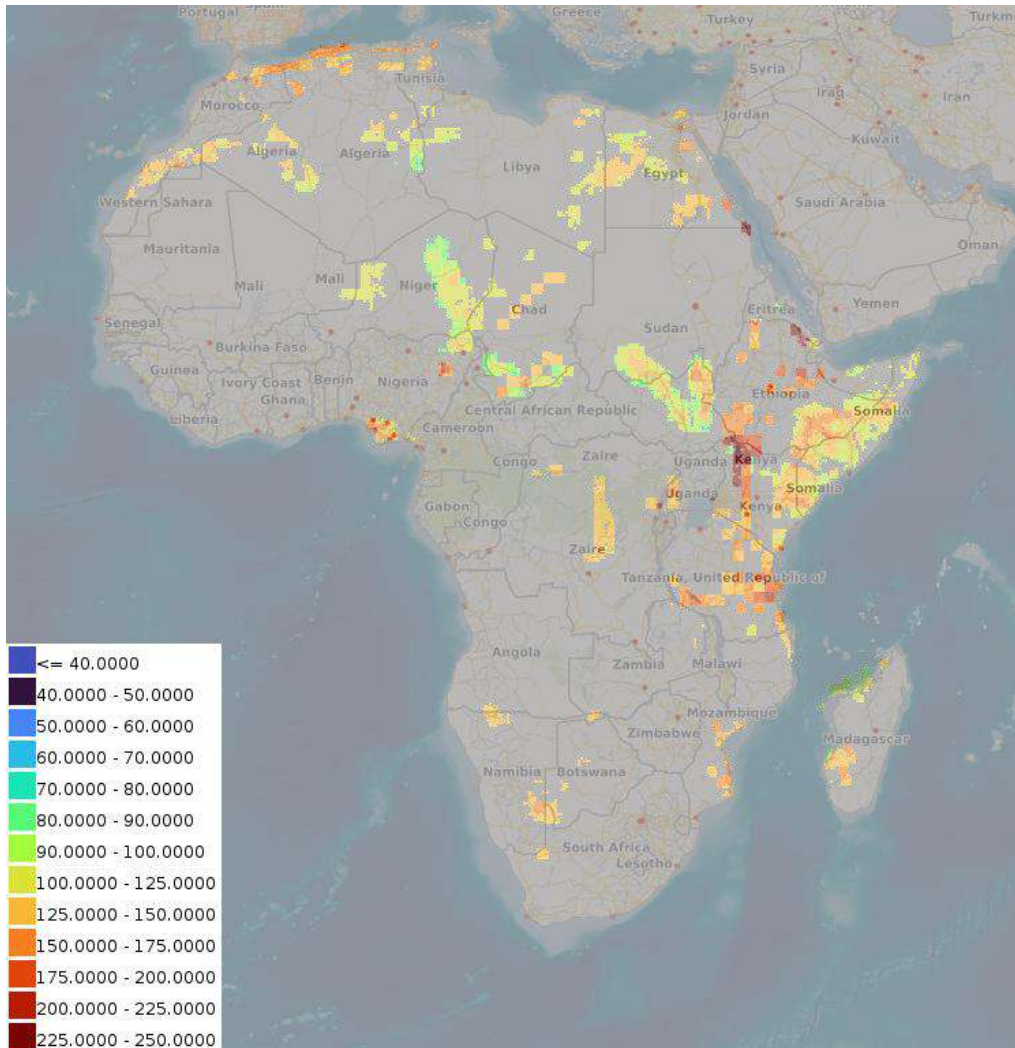 Portugal
Spain
Greece
Turkey
Turkm
Syria
Iraq
Iran
Tunisia
Morocco
Jordan
Kuwait
T1
Algeria
Algeria
Libya
Egypt
Western Sahara
Saudi Arabia
Mauritania
Oman
Mali
Mali
Niger
Chad
Sudan
Eritrea
Yemen
Senegal
Burkina Faso
Guinea
Ivory Coast
Benin
Nigeria
Ghana
Liberia
Central African Republic
Cameroon
Ethiopia
Somalia
Congo
Zaire
Uganda
Kenya
Somalia
Gabon
Uganda
Kenya
Congo
Zaire
Tanzania, United Republic of
Angola
Zambia
Malawi
Mozambique
Zimbabwe
Madagascar
Namibia
Botswana
South Africa
Lesotho
<= 40.0000
40.0000 - 50.0000
50.0000 - 60.0000
60.0000 - 70.0000
70.0000 - 80.0000
80.0000 - 90.0000
90.0000 - 100.0000
100.0000 - 125.0000
125.0000 - 150.0000
150.0000 - 175.0000
175.0000 - 200.0000
200.0000 - 225.0000
225.0000 - 250.0000